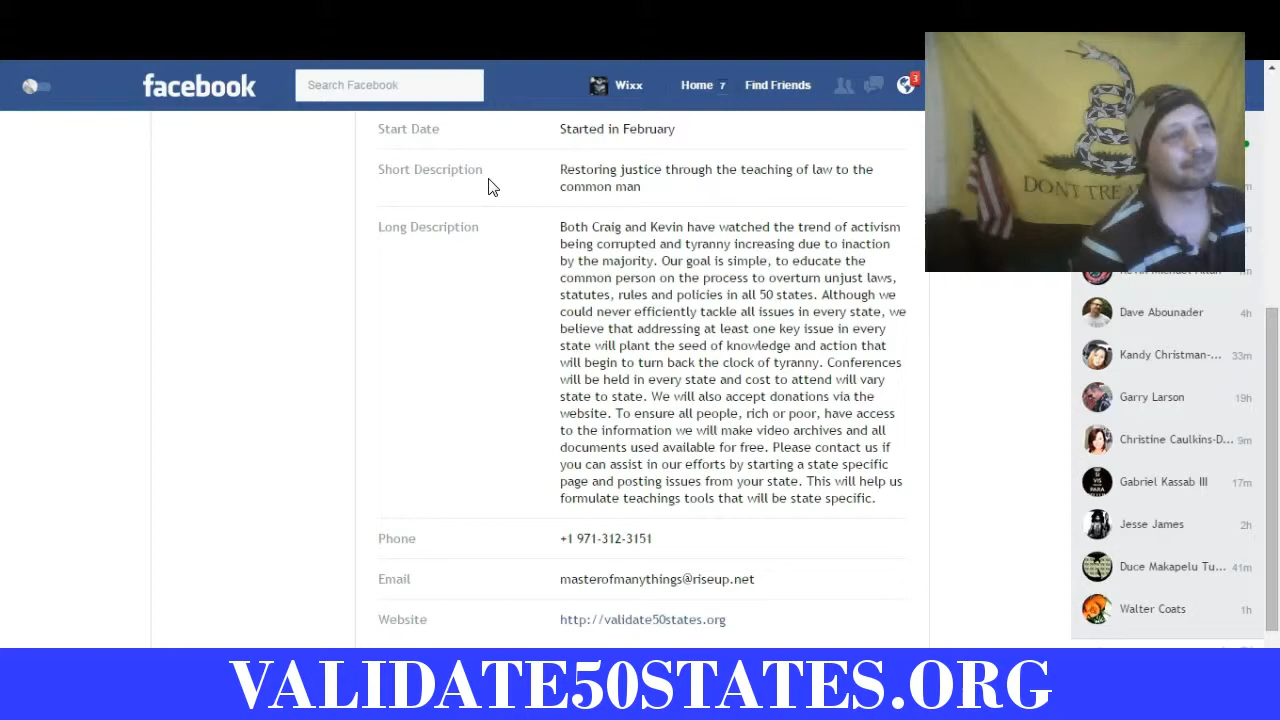 facebook
Search Facebook
Wixx
Home 7
Find Friends
3
DON'T TRE
Start Date
Started in February
Short Description
Restoring justice through the teaching of law to the
common man
Long Description
Both Craig and Kevin have watched the trend of activism
being corrupted and tyranny increasing due to inaction
by the majority. Our goal is simple, to educate the
common person on the process to overturn unjust laws,
statutes, rules and policies in all 50 states. Although we
could never efficiently tackle all issues in every state, we
believe that addressing at least one key issue in every
state will plant the seed of knowledge and action that
will begin to turn back the clock of tyranny. Conferences
will be held in every state and cost to attend will vary
state to state. We will also accept donations via the
website. To ensure all people, rich or poor, have access
to the information we will make video archives and all
documents used available for free. Please contact us if
you can assist in our efforts by starting a state specific
page and posting issues from your state. This will help us
formulate teachings tools that will be state specific.
Phone
+1 971-312-3151
Email
masterofmanythings@riseup.net
Website
http://validate50states.org
Dave Abounader 4h
Kandy Christman-... 33m
Garry Larson 19h
Christine Caulkins-D... 9m
Gabriel Kassab III 17m
Jesse James 2h
Duce Makapelu Tu... 41m
Walter Coats 1h
VALIDATE50STATES.ORG